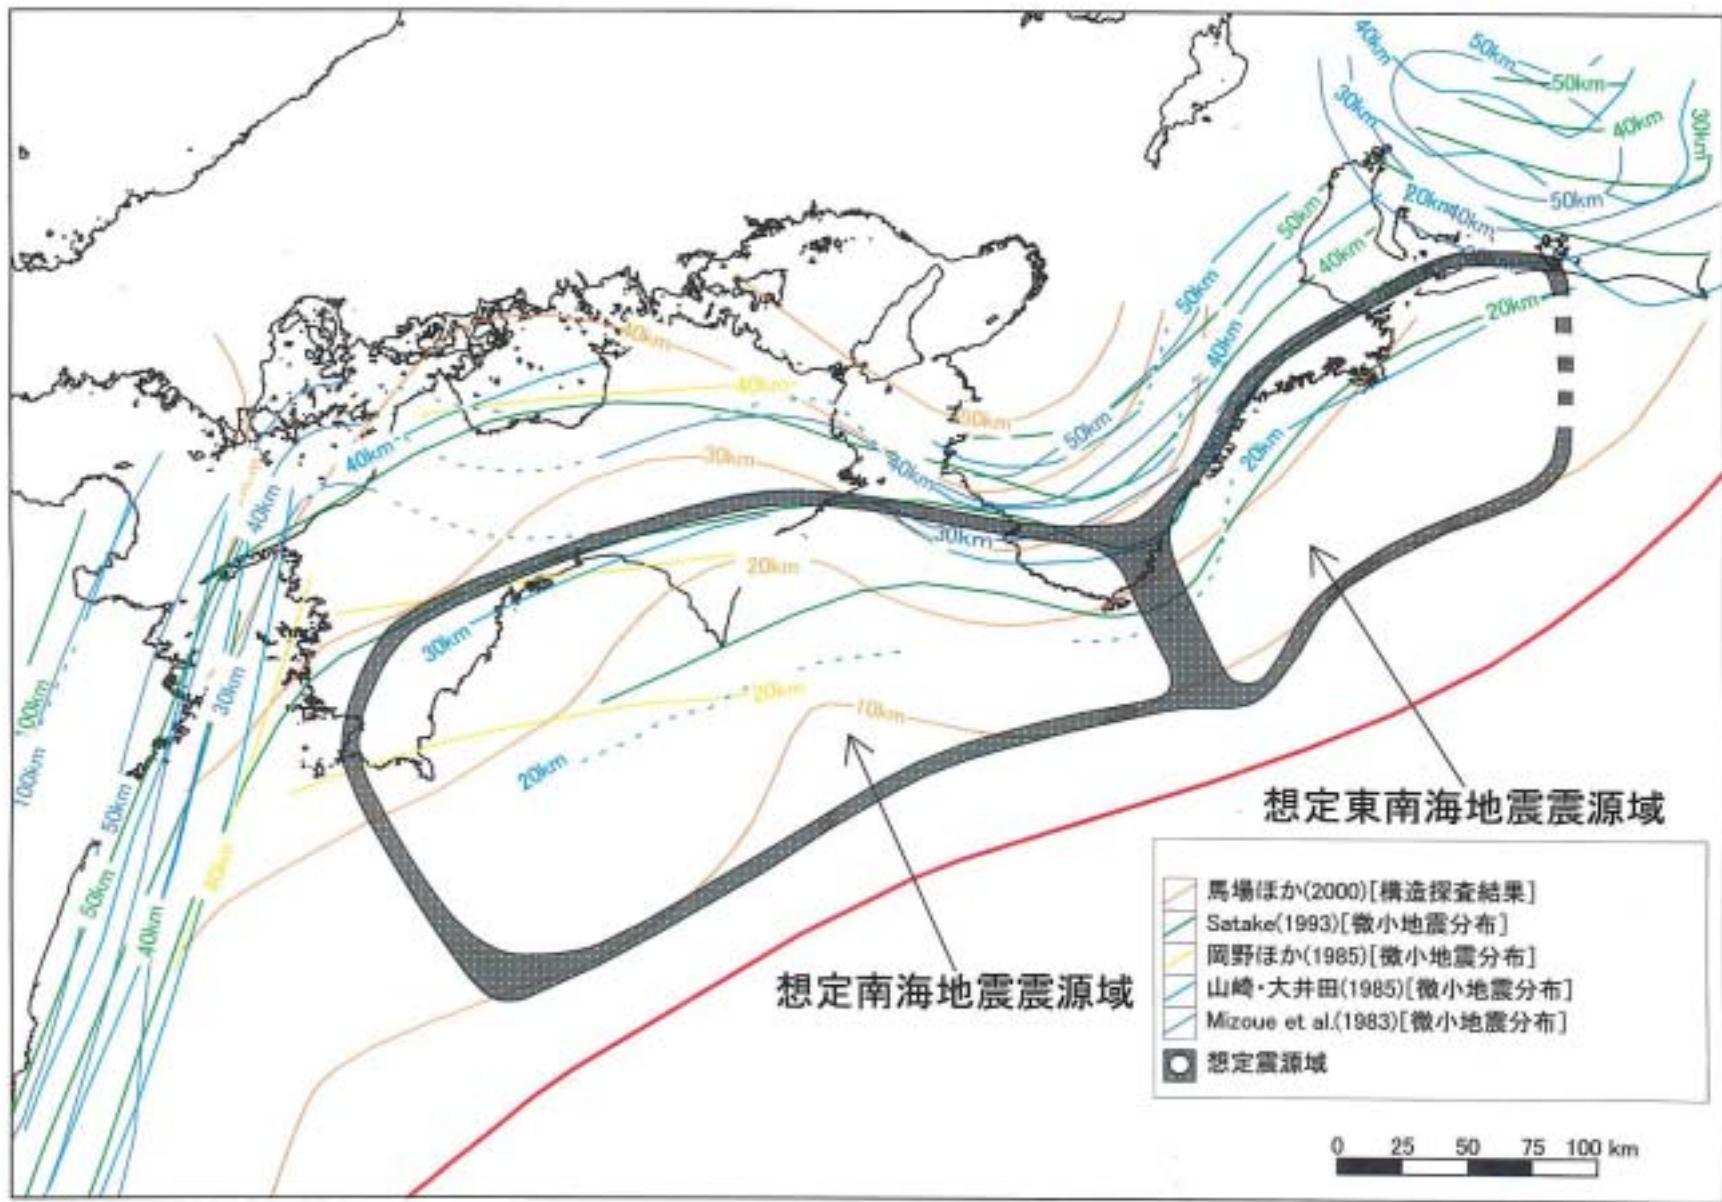 40km
50km
50km
30km
40km
30km
50km
20km
40km
50km
40km
50km
20km
40km
40km
40km
50km
50km
30km
40km
40km
20km
40km
30km
20km
30km
30km
20km
10km
20km
100km
50km
40km
50km
40km
想定東南海地震震源域
想定南海地震震源域
馬場ほか(2000)[構造探査結果]
Satake(1993)[微小地震分布]
岡野ほか(1985)[微小地震分布]
山崎・大井田(1985)[微小地震分布]
Mizoue et al.(1983)[微小地震分布]
想定震源域
0 25 50 75 100 km